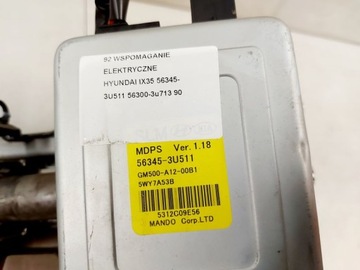 92 WSPOMAGANIE
ELEKTRYCZNE
HYUNDAI IX35 56345-
3U511 56300-3u713 90
MDPS Ver. 1.18
56345-3U511
GM500-A12-00B1
5WY7A53B
5312C09E56
MANDO Corp.LTD